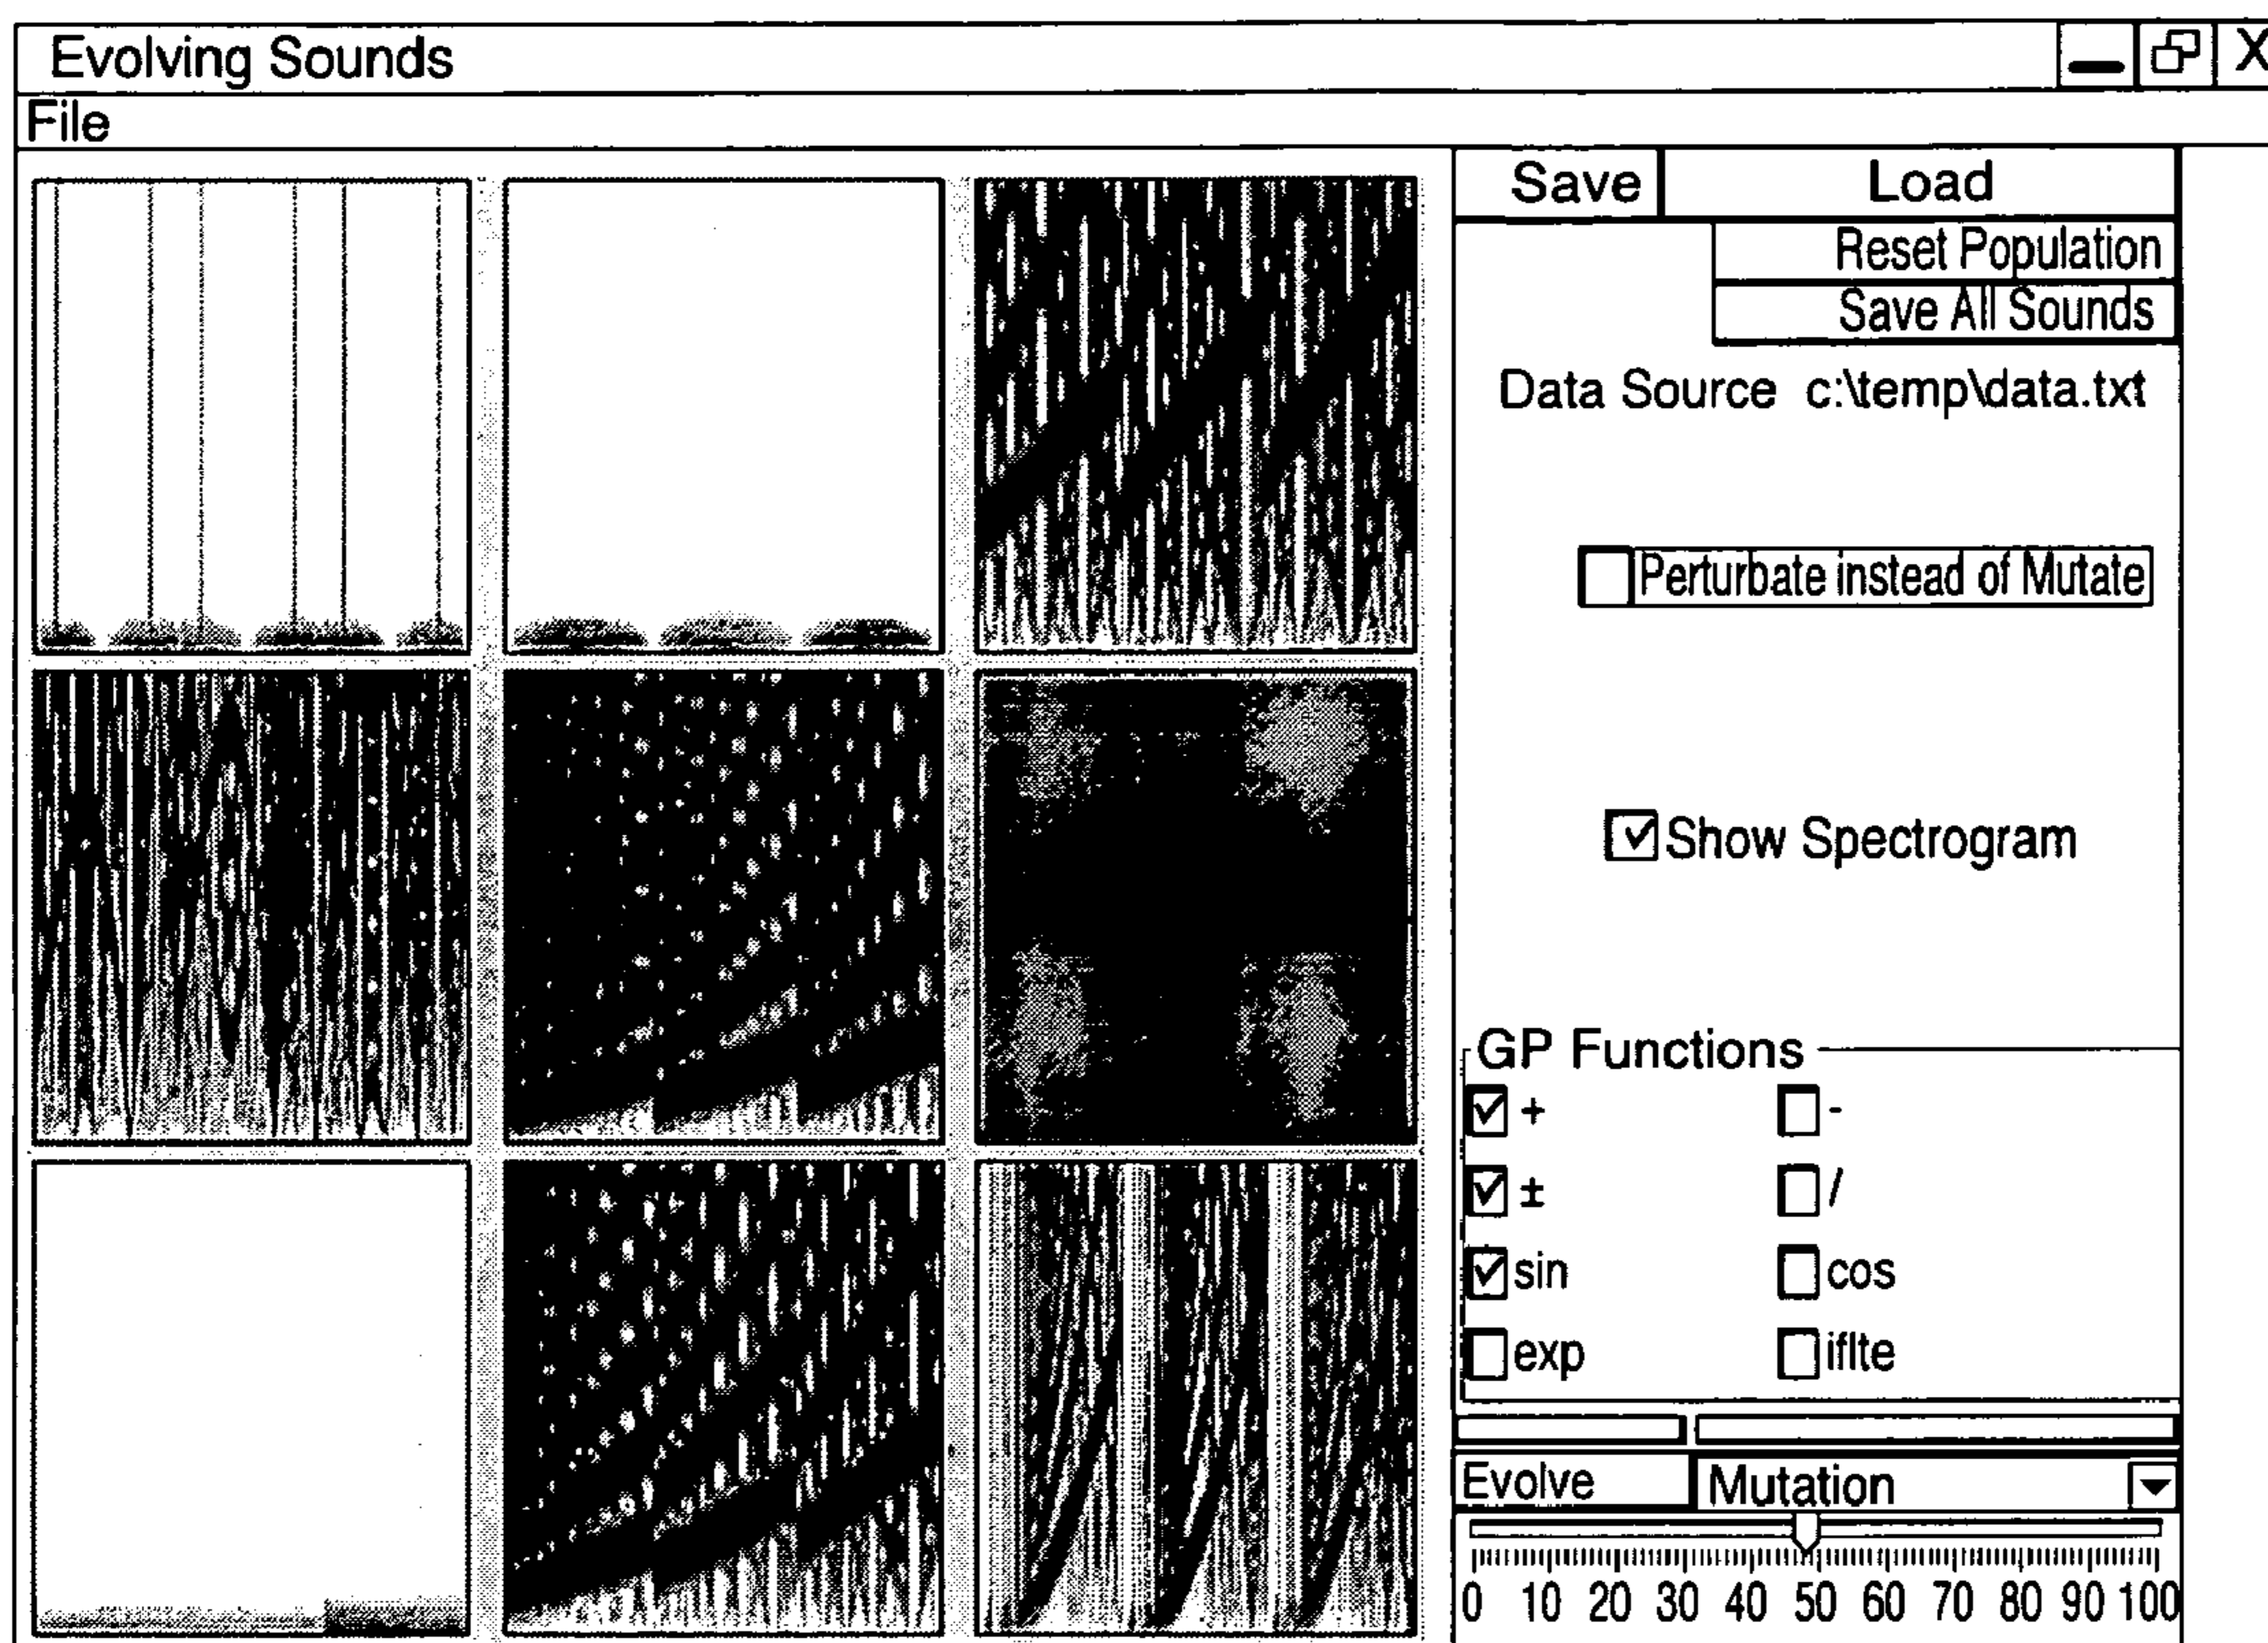 Evolving Sounds
X
File
Save Load
Reset Population
Save All Sounds
Data Source c:\temp\data.txt
Perturbate instead of Mutate
Show Spectrogram
GP Functions
+ -
± /
sin cos
exp iflte
Evolve Mutation
0 10 20 30 40 50 60 70 80 90 100